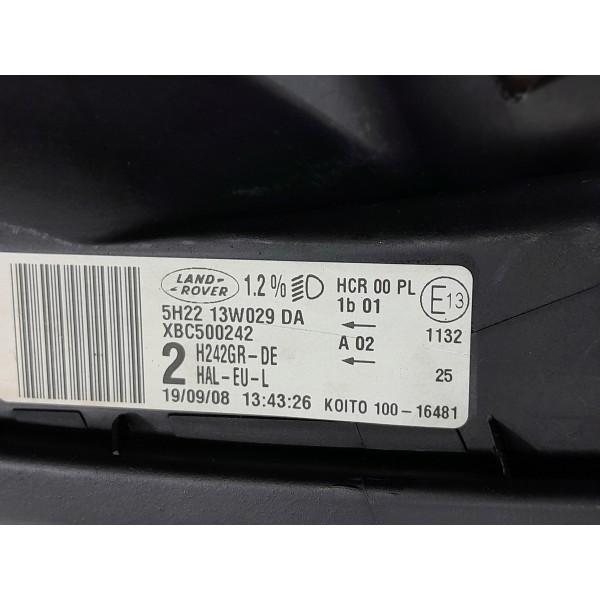 LAND-ROVER 1.2% HCR 00 PL E13
5H22 13W029 DA 1b 01 ← 1132
XBC500242 A 02 ←
2 H242GR-DE
HAL-EU-L 25
19/09/08 13:43:26 KOITO 100-16481